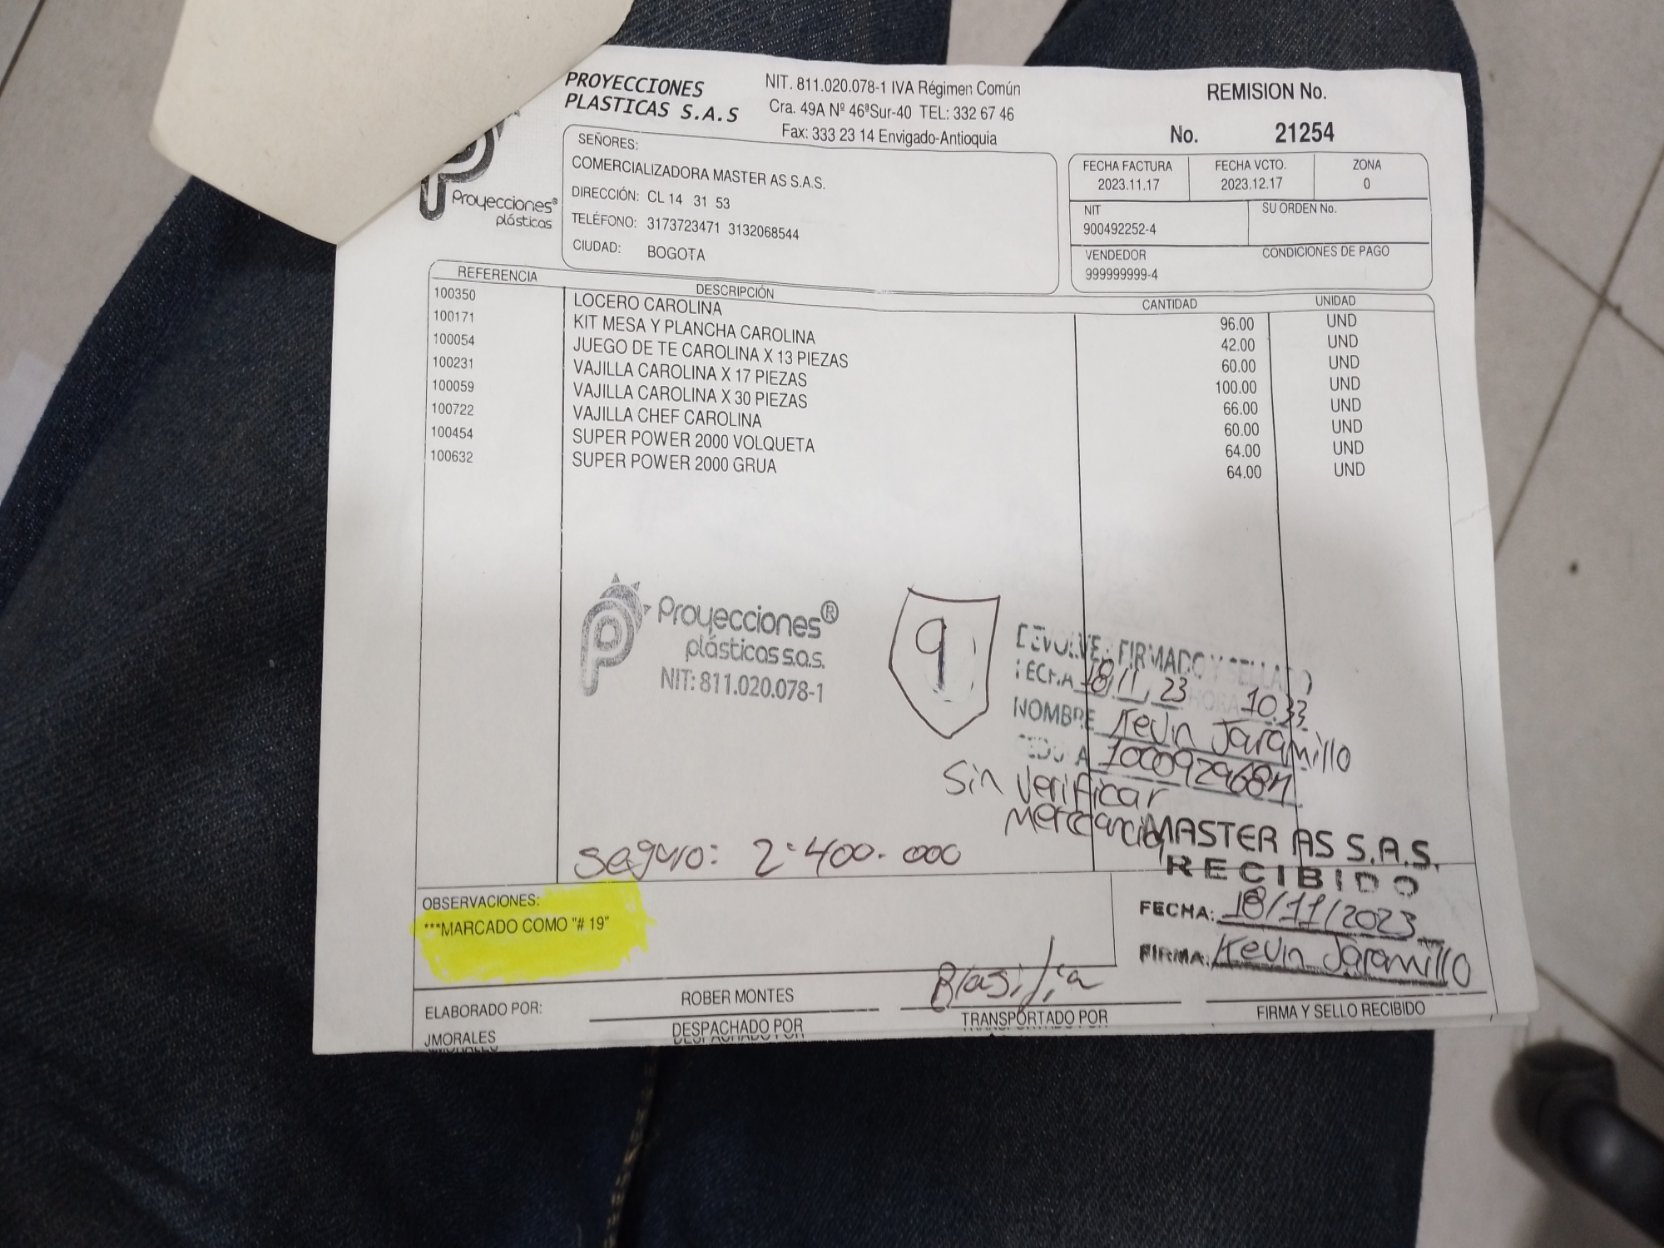 PROYECCIONES
PLASTICAS S.A.S
NIT. 811.020.078-1 IVA Régimen Común
Cra. 49A Nº 46ªSur-40 TEL: 332 67 46
Fax: 333 23 14 Envigado-Antioquia
REMISION No.
No. 21254
Proyecciones®
plásticas
SEÑORES:
COMERCIALIZADORA MASTER AS S.A.S.
DIRECCIÓN: CL 14 31 53
TELÉFONO: 3173723471 3132068544
CIUDAD: BOGOTA
FECHA FACTURA FECHA VCTO. ZONA
2023.11.17 2023.12.17 0
NIT SU ORDEN No.
900492252-4
VENDEDOR CONDICIONES DE PAGO
999999999-4
REFERENCIA DESCRIPCIÓN CANTIDAD UNIDAD
100350 LOCERO CAROLINA 96.00 UND
100171 KIT MESA Y PLANCHA CAROLINA 42.00 UND
100054 JUEGO DE TE CAROLINA X 13 PIEZAS 60.00 UND
100231 VAJILLA CAROLINA X 17 PIEZAS 100.00 UND
100059 VAJILLA CAROLINA X 30 PIEZAS 66.00 UND
100722 VAJILLA CHEF CAROLINA 60.00 UND
100454 SUPER POWER 2000 VOLQUETA 64.00 UND
100632 SUPER POWER 2000 GRUA 64.00 UND
Proyecciones®
plásticas s.a.s.
NIT: 811.020.078-1
9
DEVOLVER FIRMADO Y SELLADO
FECHA 18/11/23 HORA 10:33
NOMBRE Kevin Jaramillo
Sin verificar
mercancia
seguro: 2'400.000
MASTER AS S.A.S.
RECIBIDO
FECHA: 18/11/2023
FIRMA: Kevin Jaramillo
OBSERVACIONES:
***MARCADO COMO "# 19"
ELABORADO POR:
JMORALES
ROBER MONTES
DESPACHADO POR
TRANSPORTADO POR
FIRMA Y SELLO RECIBIDO